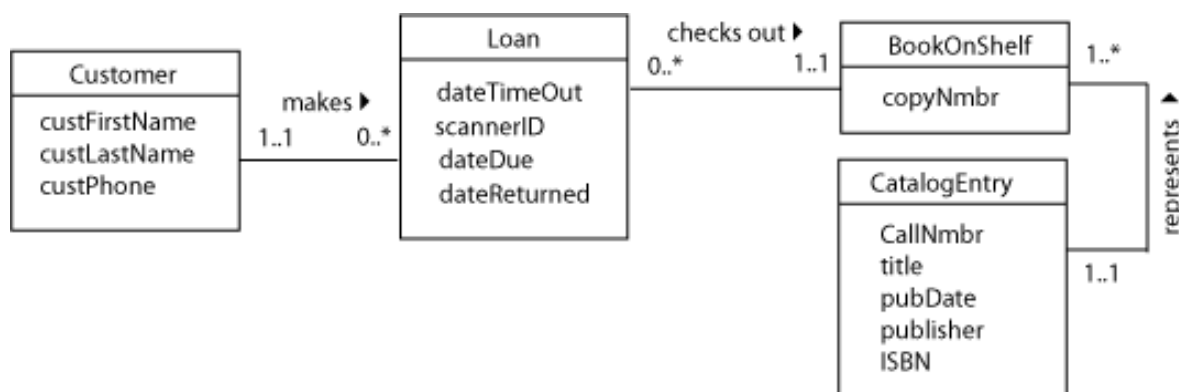 Customer
custFirstName
custLastName
custPhone
makes
1..1
0..*
Loan
dateTimeOut
scannerID
dateDue
dateReturned
checks out
0..*
1..1
BookOnShelf
copyNmbr
1..*
represents
1..1
CatalogEntry
CallNmbr
title
pubDate
publisher
ISBN